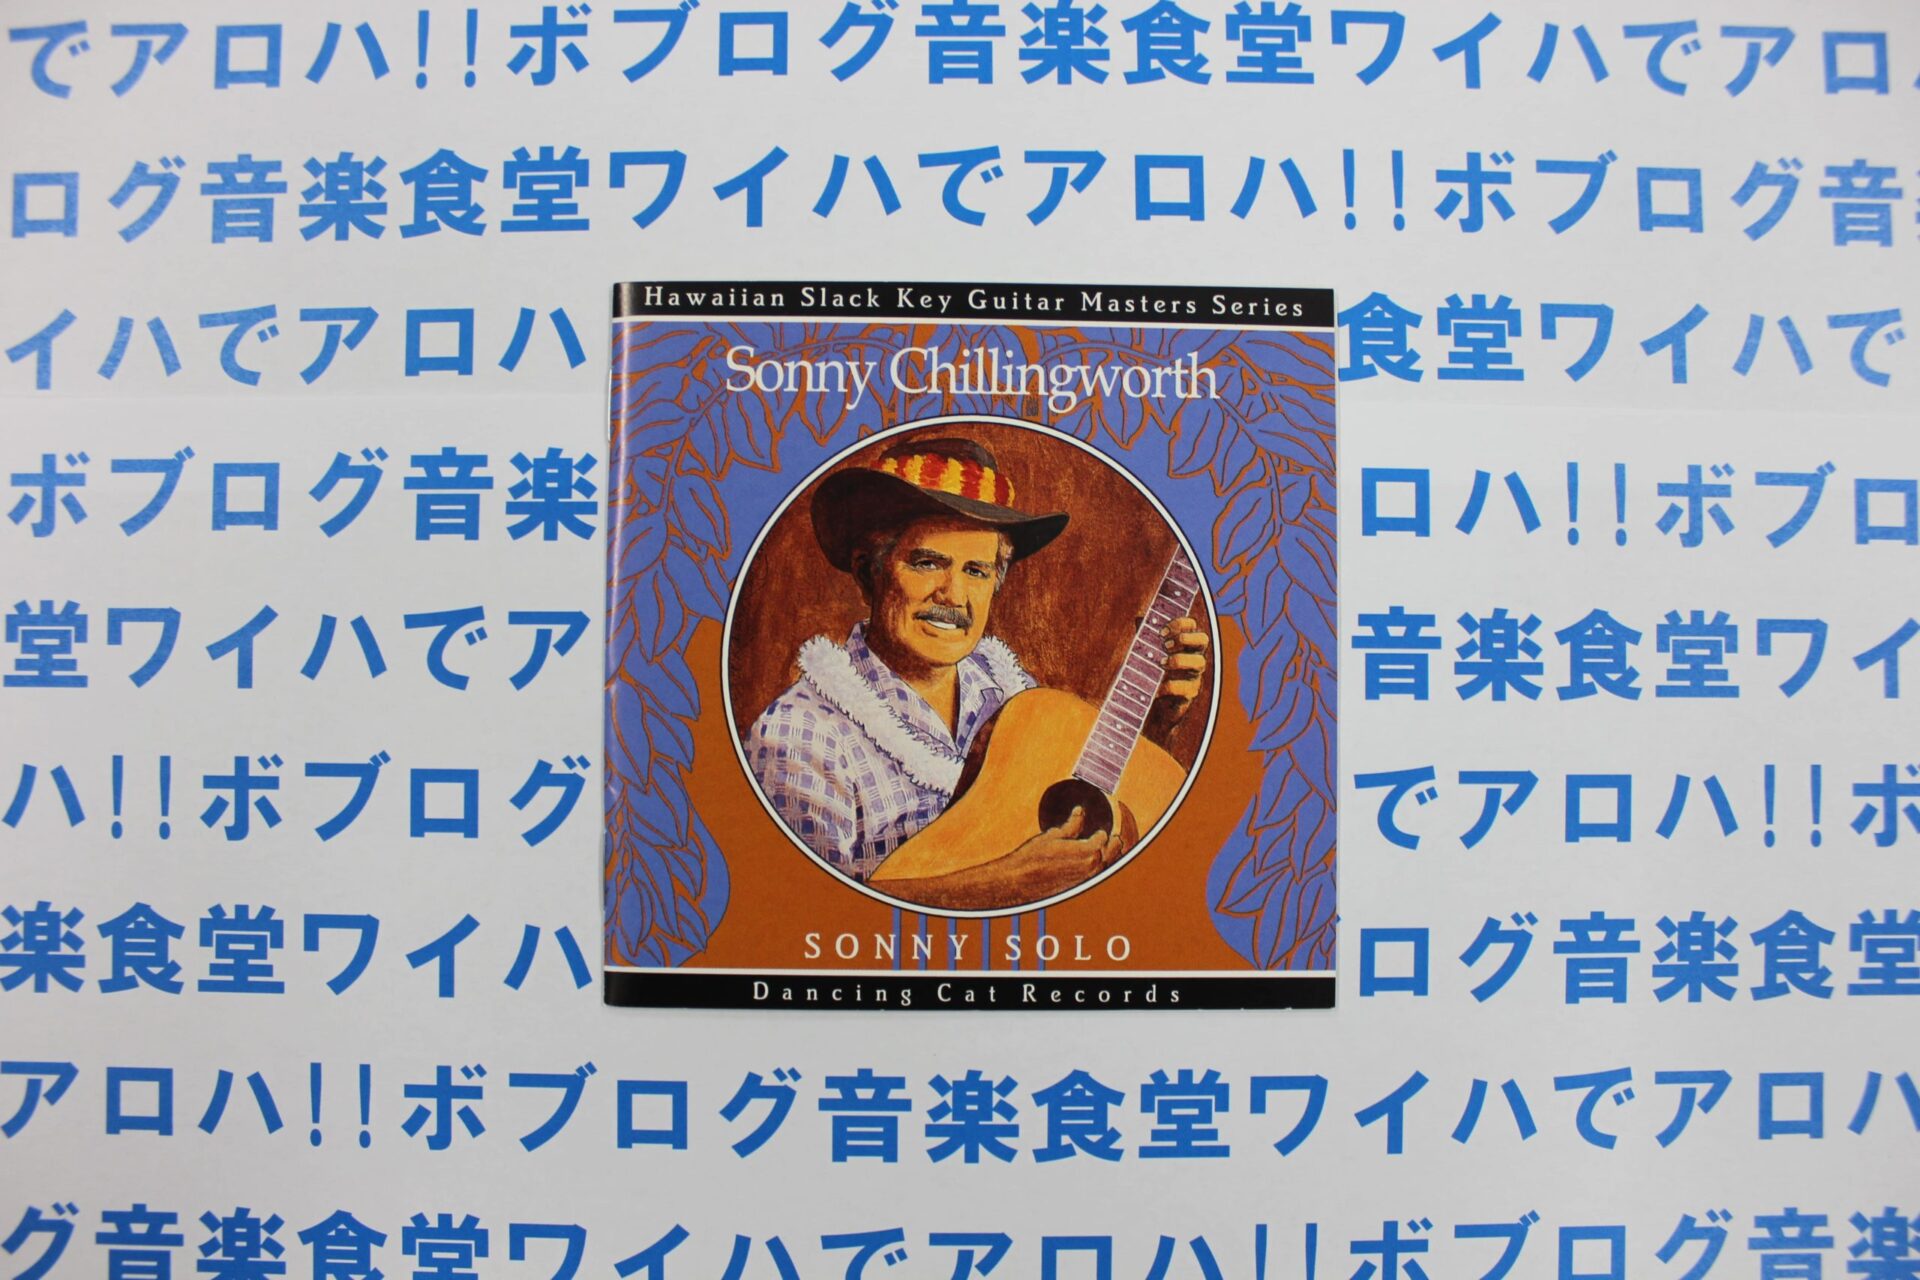 でアロハ!!ボブログ音楽食堂ワイハでアロハ
ログ音楽食堂ワイハでアロハ!!ボブログ音楽
イハでアロハ
食堂ワイハで
ボブログ音楽
ロハ!!ボブロ
堂ワイハでア
音楽食堂ワイ
ハ!!ボブログ
でアロハ!!ボ
楽食堂ワイハ
ログ音楽食堂
アロハ!!ボブログ音楽食堂ワイハでアロハ
グ音楽食堂ワイハでアロハ!!ボブログ音楽
Hawaiian Slack Key Guitar Masters Series
Sonny Chillingworth
SONNY SOLO
Dancing Cat Records